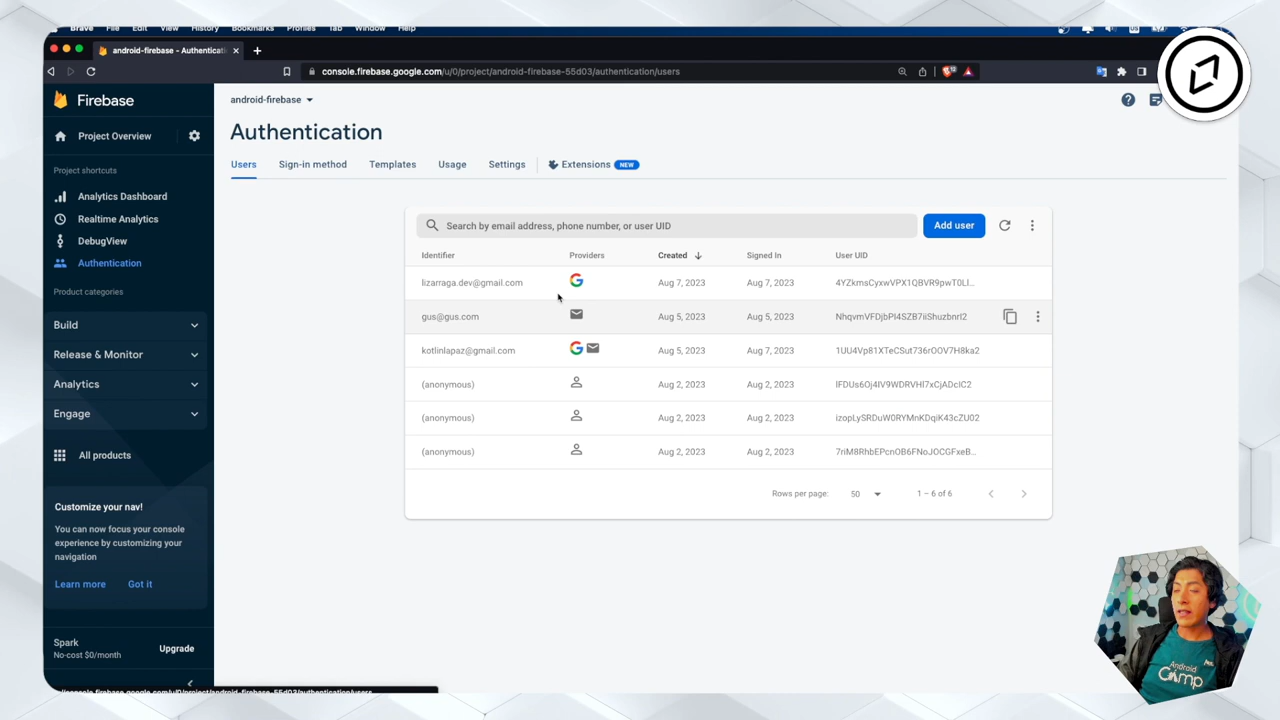 Brave File Edit View History Bookmarks Profiles Tab Window Help
android-firebase - Authenticati
console.firebase.google.com/u/0/project/android-firebase-55d03/authentication/users
Firebase
android-firebase
Project Overview
Authentication
Users Sign-in method Templates Usage Settings Extensions NEW
Project shortcuts
Analytics Dashboard
Realtime Analytics
DebugView
Authentication
Product categories
Build
Release & Monitor
Analytics
Engage
All products
Customize your nav!
You can now focus your console
experience by customizing your
navigation
Learn more Got it
Spark
No-cost $0/month
Upgrade
Search by email address, phone number, or user UID
Add user
Identifier Providers Created Signed In User UID
lizarraga.dev@gmail.com Aug 7, 2023 Aug 7, 2023 4YZkmsCyxwVPX1QBVR9pwT0LI...
gus@gus.com Aug 5, 2023 Aug 5, 2023 NhqvmVFDjbPI4SZB7iiShuzbnrI2
kotlinlapaz@gmail.com Aug 5, 2023 Aug 7, 2023 1UU4Vp81XTeCSut736rOOV7H8ka2
(anonymous) Aug 2, 2023 Aug 2, 2023 IFDUs6Oj4IV9WDRVHI7xCjADcIC2
(anonymous) Aug 2, 2023 Aug 2, 2023 izopLySRDuW0RYMnKDqiK43cZU02
(anonymous) Aug 2, 2023 Aug 2, 2023 7riM8RhbEPcnOB6FNoJOCGFxeB...
Rows per page: 50 1 – 6 of 6
Android
Camp